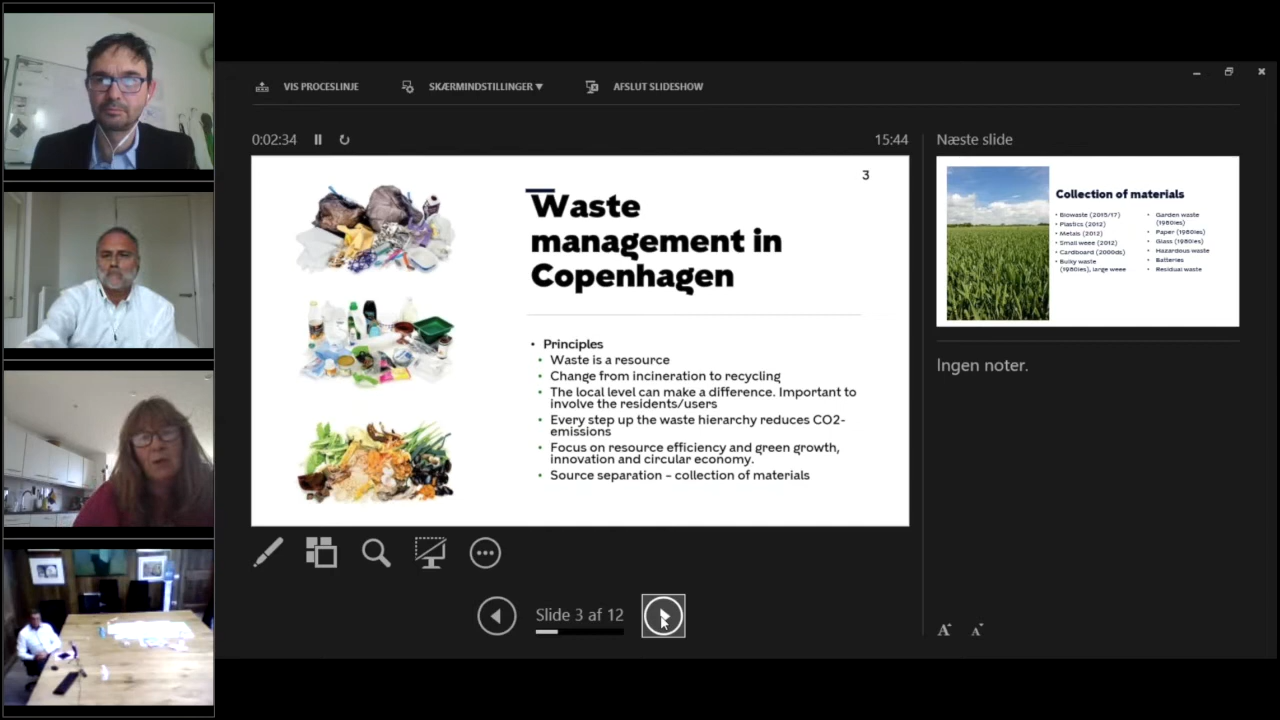 VIS PROCESLINJE
SKÆRMINDSTILLINGER ▼
AFSLUT SLIDESHOW
0:02:34
15:44
3
Waste
management in
Copenhagen
• Principles
• Waste is a resource
• Change from incineration to recycling
• The local level can make a difference. Important to
involve the residents/users
• Every step up the waste hierarchy reduces CO2-
emissions
• Focus on resource efficiency and green growth,
innovation and circular economy.
• Source separation – collection of materials
Slide 3 af 12
Næste slide
Collection of materials
• Biowaste (2015/17)
• Plastics (2012)
• Metals (2012)
• Small weee (2012)
• Cardboard (2000ds)
• Bulky waste
(1980ies), large weee
• Garden waste
(1980ies)
• Paper (1980ies)
• Glass (1980ies)
• Hazardous waste
• Batteries
• Residual waste
Ingen noter.
A A